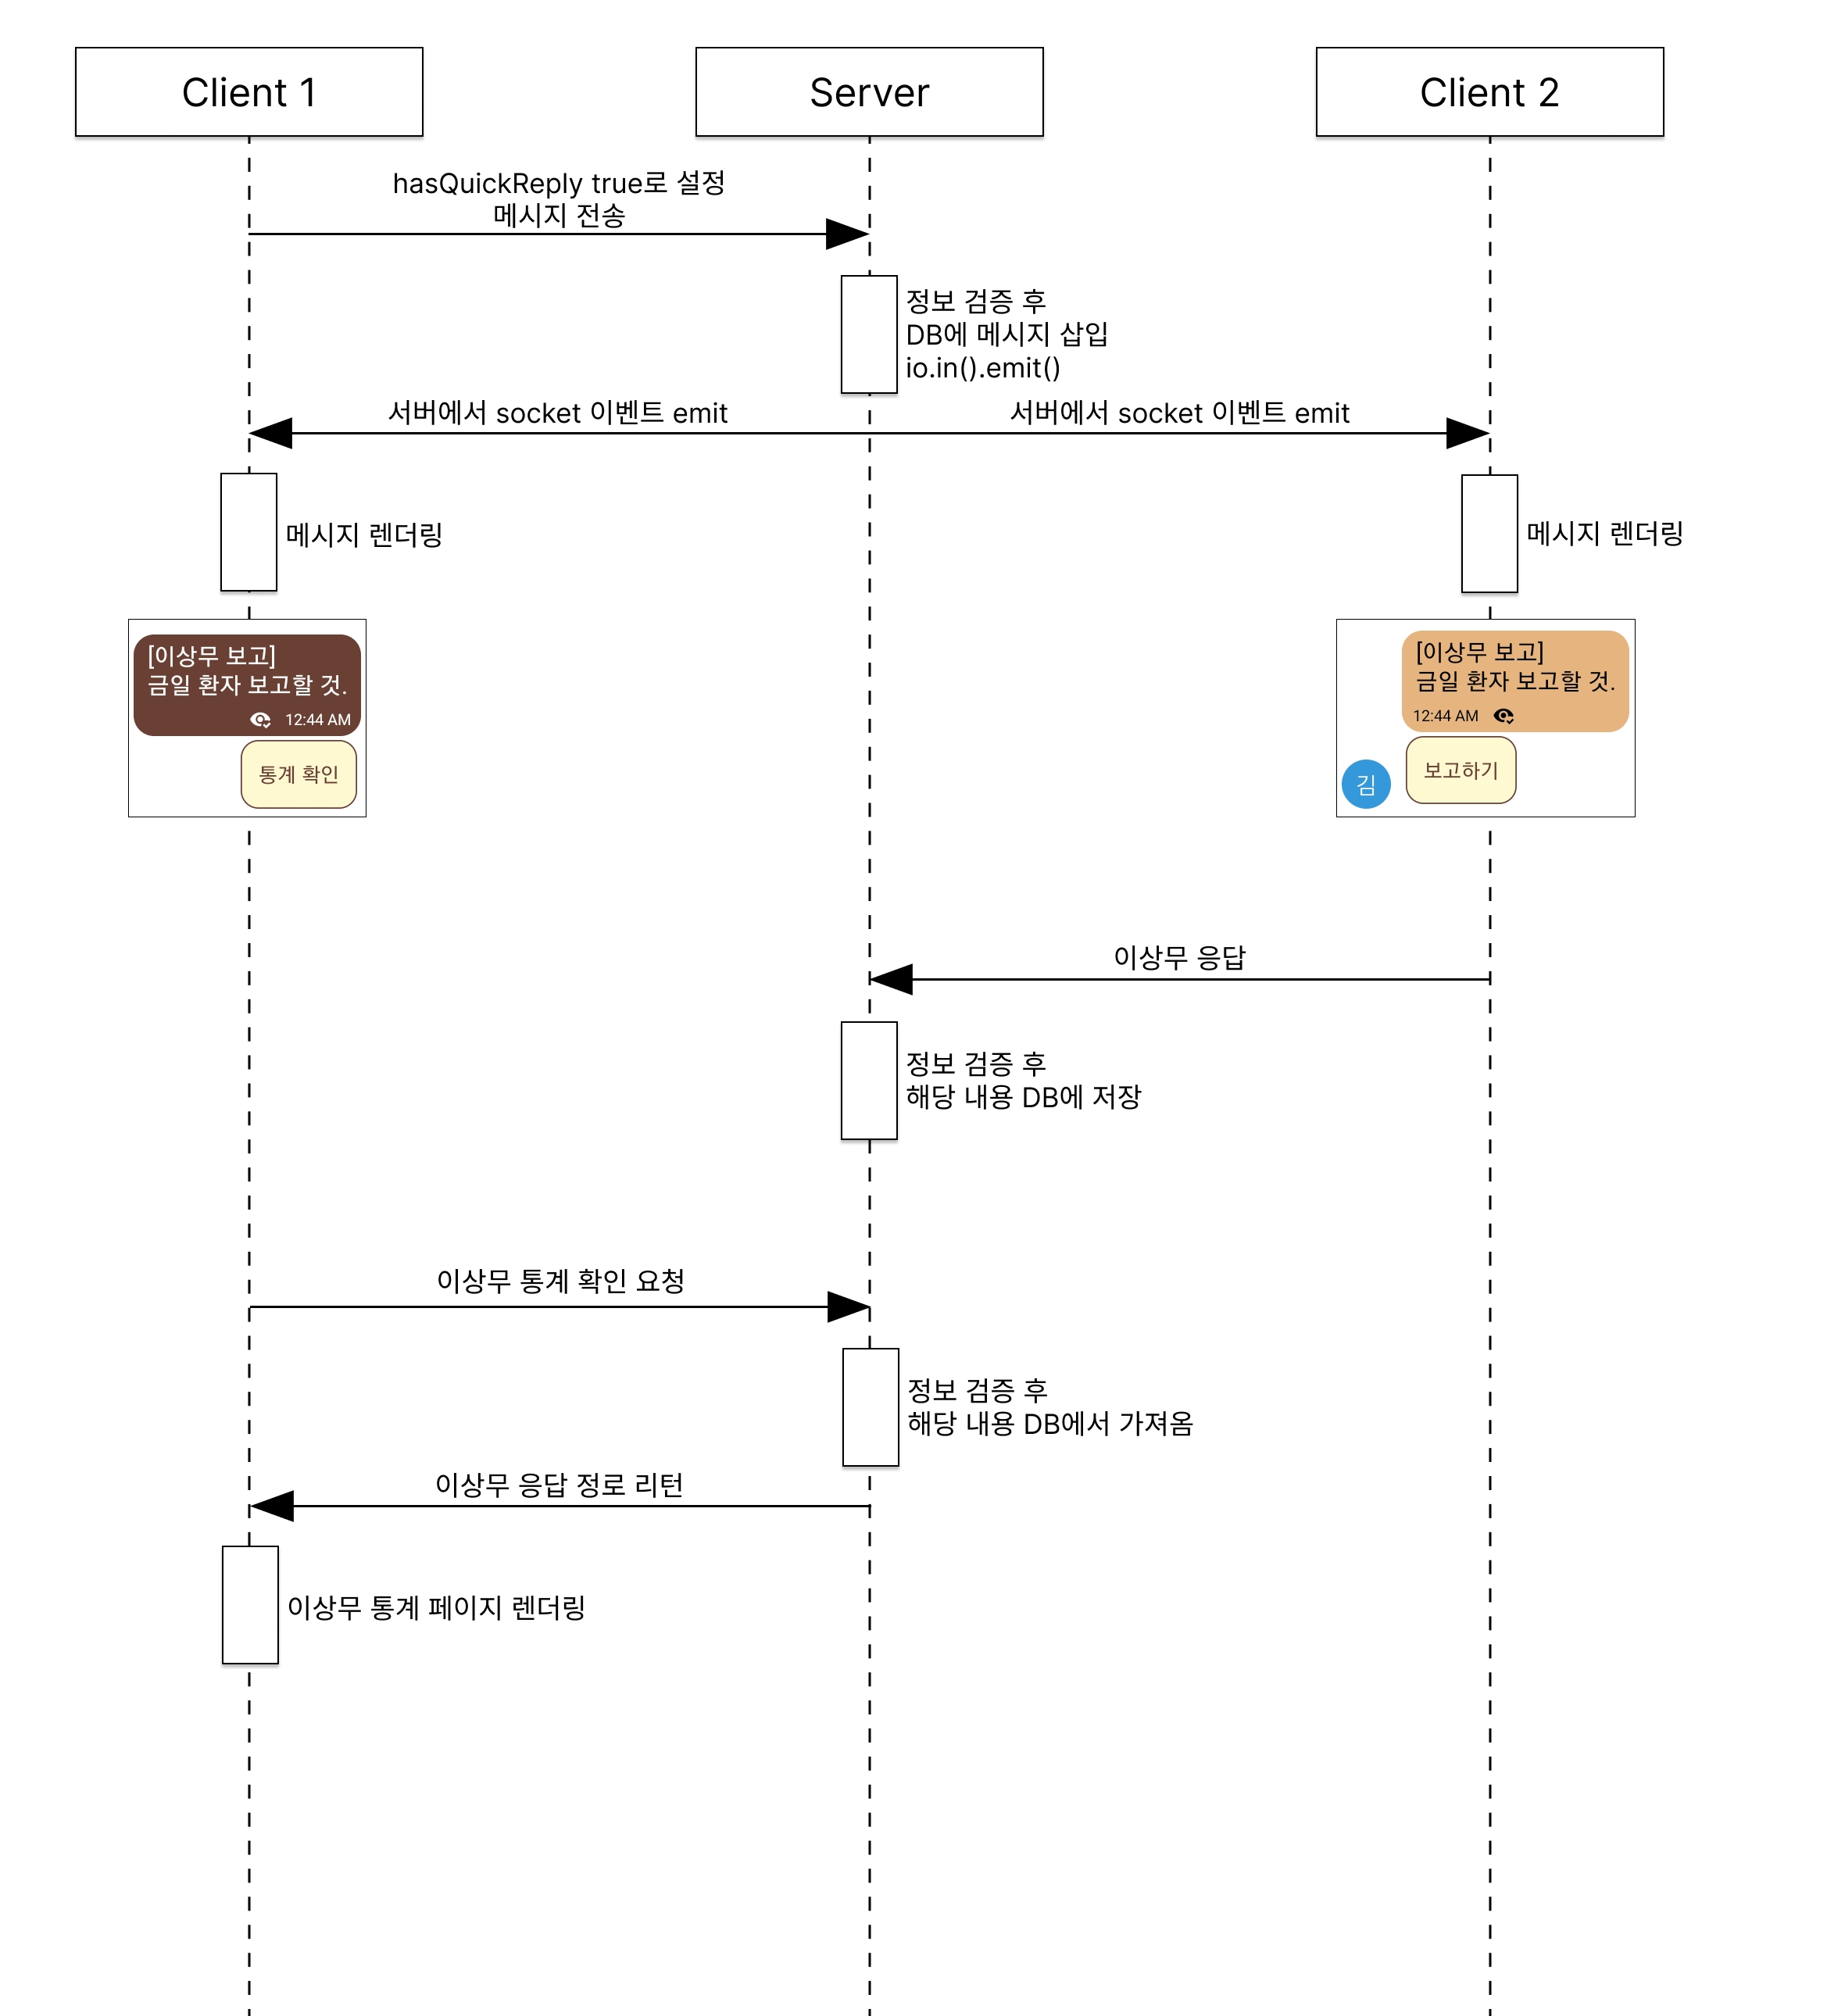 Client 1
Server
Client 2
hasQuickReply true로 설정
메시지 전송
정보 검증 후
DB에 메시지 삽입
io.in().emit()
서버에서 socket 이벤트 emit
서버에서 socket 이벤트 emit
메시지 렌더링
메시지 렌더링
[이상무 보고]
금일 환자 보고할 것.
12:44 AM
통계 확인
[이상무 보고]
금일 환자 보고할 것.
12:44 AM
보고하기
김
이상무 응답
정보 검증 후
해당 내용 DB에 저장
이상무 통계 확인 요청
정보 검증 후
해당 내용 DB에서 가져옴
이상무 응답 정로 리턴
이상무 통계 페이지 렌더링